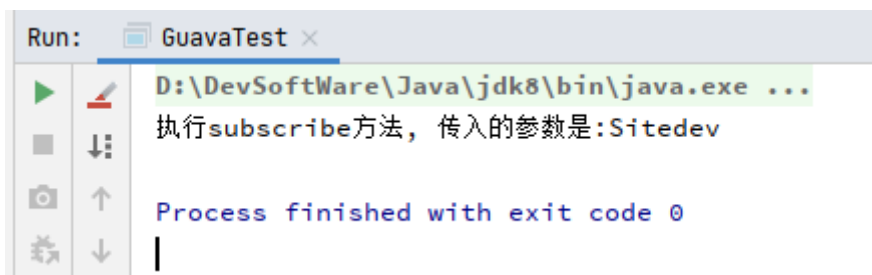 Run: GuavaTest ×
D:\DevSoftWare\Java\jdk8\bin\java.exe ...
执行subscribe方法, 传入的参数是:Sitedev
Process finished with exit code 0